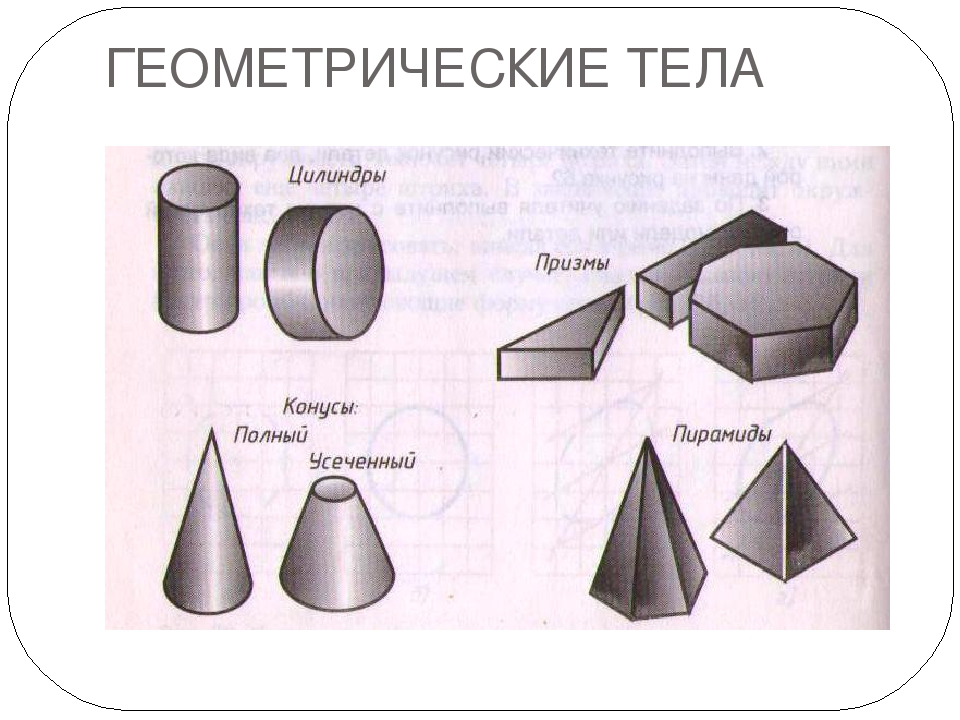 ГЕОМЕТРИЧЕСКИЕ ТЕЛА
Цилиндры
Призмы
Конусы:
Полный
Усеченный
Пирамиды